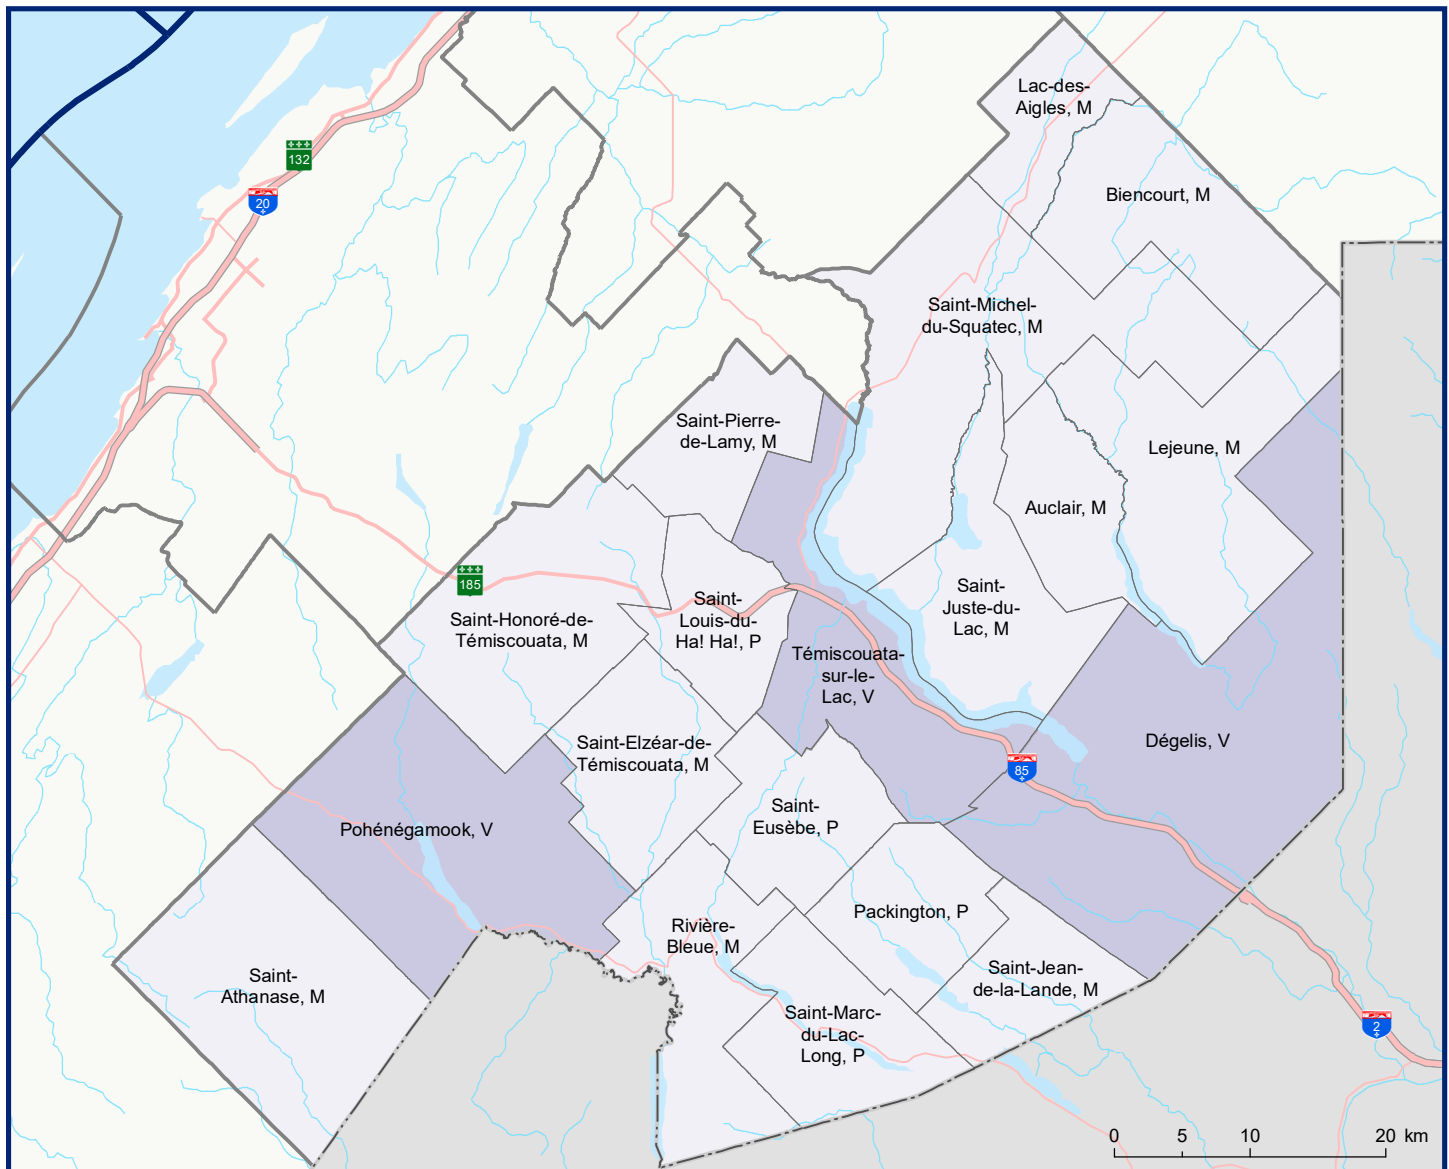 Lac-des-
Aigles, M
132
Biencourt, M
20
Saint-Michel-
du-Squatec, M
Saint-Pierre-
de-Lamy, M
Lejeune, M
Auclair, M
185
Saint-Honoré-de-
Témiscouata, M
Saint-
Louis-du-
Ha! Ha!, P
Saint-
Juste-du-
Lac, M
Témiscouata-
sur-le-
Lac, V
Saint-Elzéar-de-
Témiscouata, M
Dégelis, V
85
Saint-
Eusèbe, P
Pohénégamook, V
Packington, P
Rivière-
Bleue, M
Saint-
Athanase, M
Saint-Jean-
de-la-Lande, M
Saint-Marc-
du-Lac-
Long, P
2
0 5 10 20 km